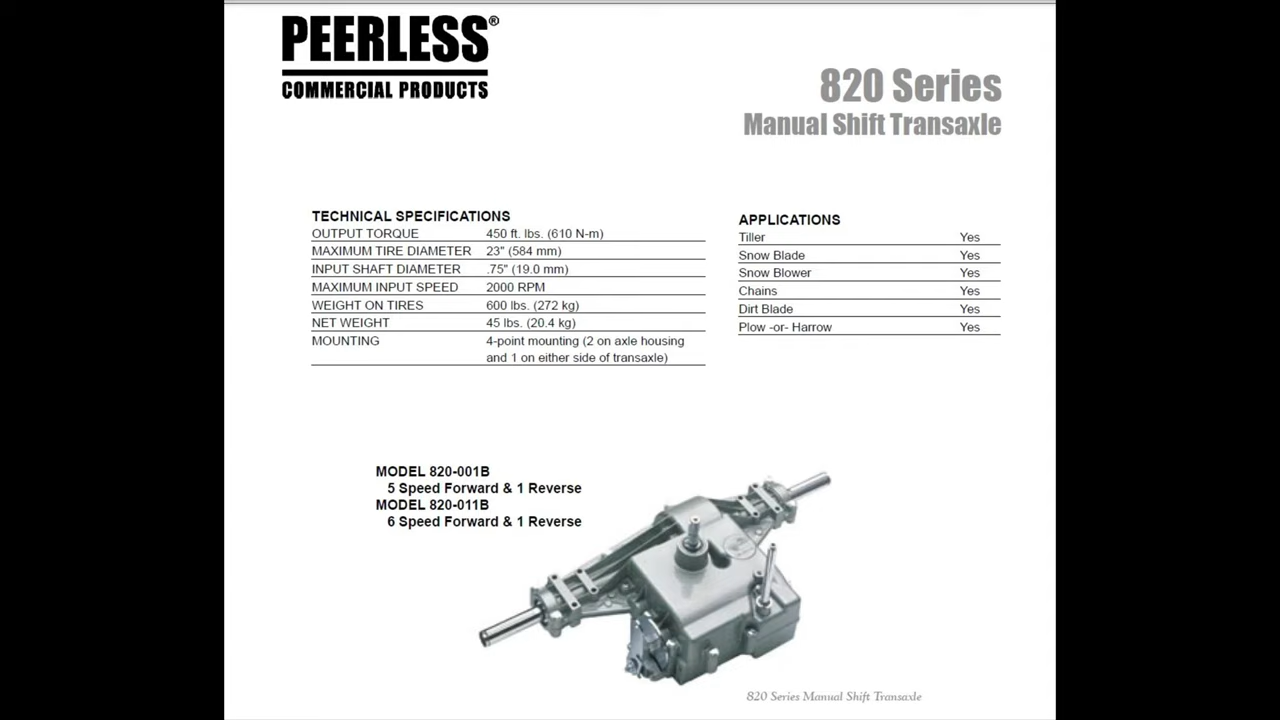 PEERLESS®
COMMERCIAL PRODUCTS
820 Series
Manual Shift Transaxle
TECHNICAL SPECIFICATIONS
OUTPUT TORQUE 450 ft. lbs. (610 N-m)
MAXIMUM TIRE DIAMETER 23" (584 mm)
INPUT SHAFT DIAMETER .75" (19.0 mm)
MAXIMUM INPUT SPEED 2000 RPM
WEIGHT ON TIRES 600 lbs. (272 kg)
NET WEIGHT 45 lbs. (20.4 kg)
MOUNTING 4-point mounting (2 on axle housing
and 1 on either side of transaxle)
APPLICATIONS
Tiller Yes
Snow Blade Yes
Snow Blower Yes
Chains Yes
Dirt Blade Yes
Plow -or- Harrow Yes
MODEL 820-001B
5 Speed Forward & 1 Reverse
MODEL 820-011B
6 Speed Forward & 1 Reverse
820 Series Manual Shift Transaxle